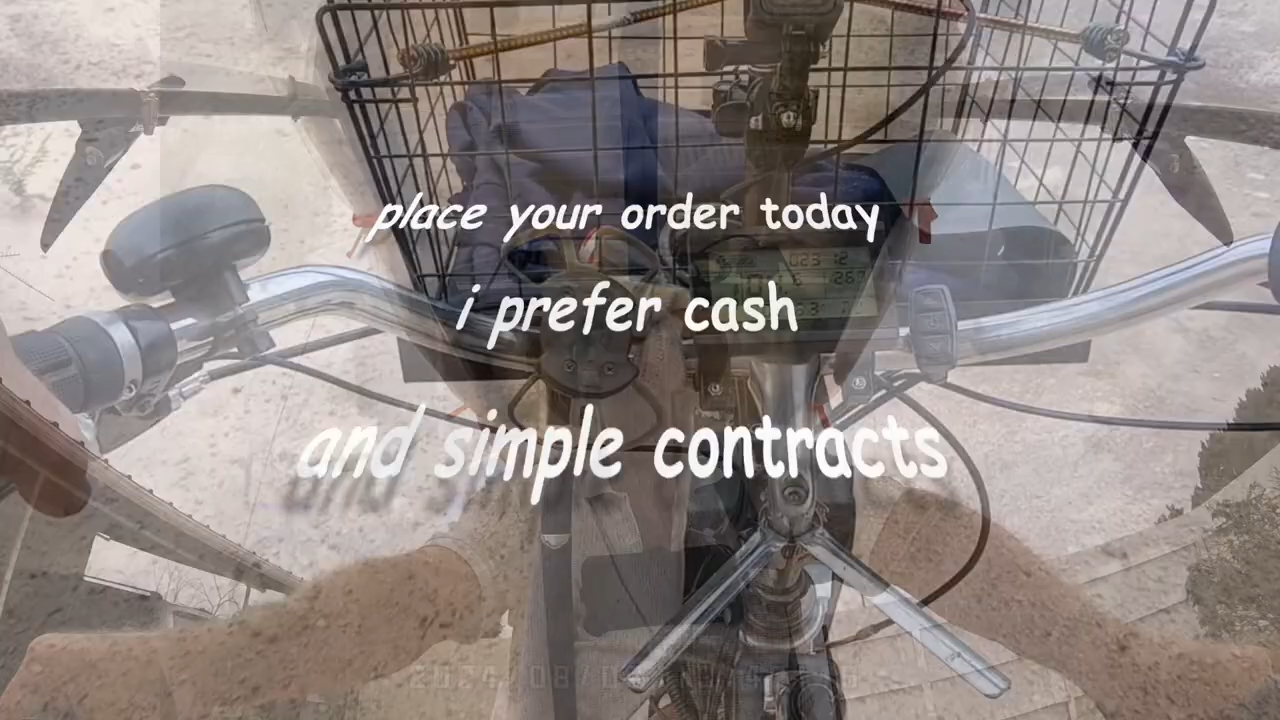 place your order today
i prefer cash
and simple contracts